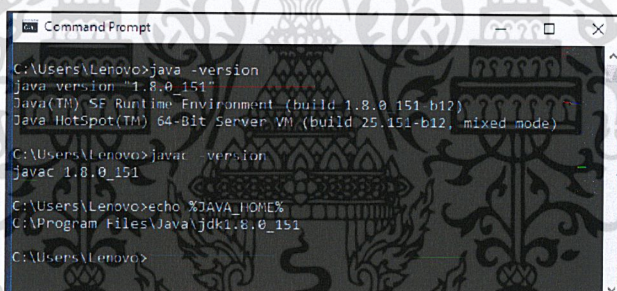 Command Prompt
C:\Users\Lenovo>java -version
java version "1.8.0_151"
Java(TM) SE Runtime Environment (build 1.8.0_151-b12)
Java HotSpot(TM) 64-Bit Server VM (build 25.151-b12, mixed mode)
C:\Users\Lenovo>javac -version
javac 1.8.0_151
C:\Users\Lenovo>echo %JAVA_HOME%
C:\Program Files\Java\jdk1.8.0_151
C:\Users\Lenovo>